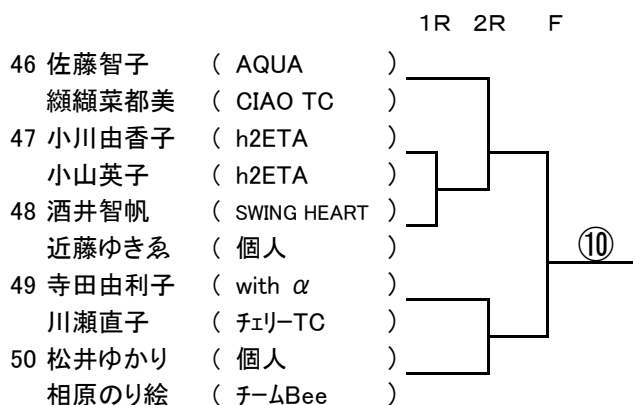 1R 2R F
46 佐藤智子 ( AQUA )
纐纈菜都美 ( CIAO TC )
47 小川由香子 ( h2ETA )
小山英子 ( h2ETA )
48 酒井智帆 ( SWING HEART )
近藤ゆきゑ ( 個人 )
⑩
49 寺田由利子 ( with α )
川瀬直子 ( チェリーTC )
50 松井ゆかり ( 個人 )
相原のり絵 ( チームBee )